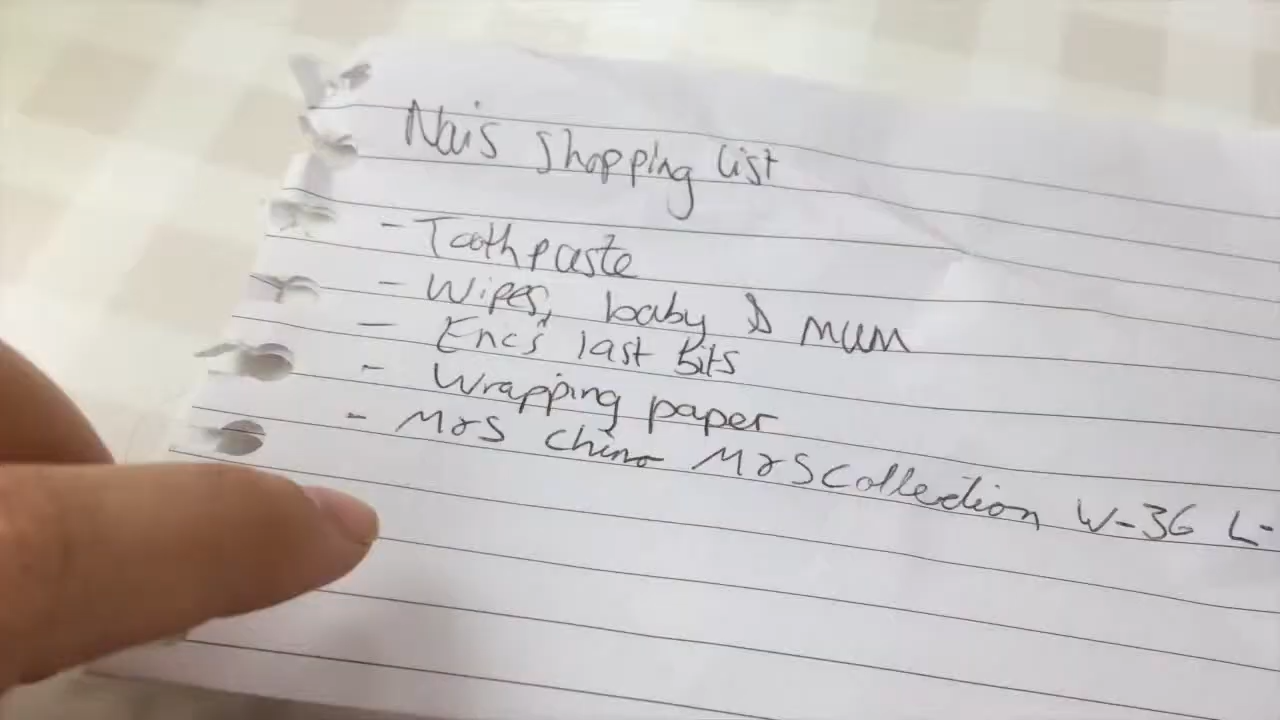 Nai's Shopping list
- Toothpaste
- Wipes, baby & mum
- Eric's last bits
- Wrapping paper
- M&S Chino M&S Collection W-36 L-